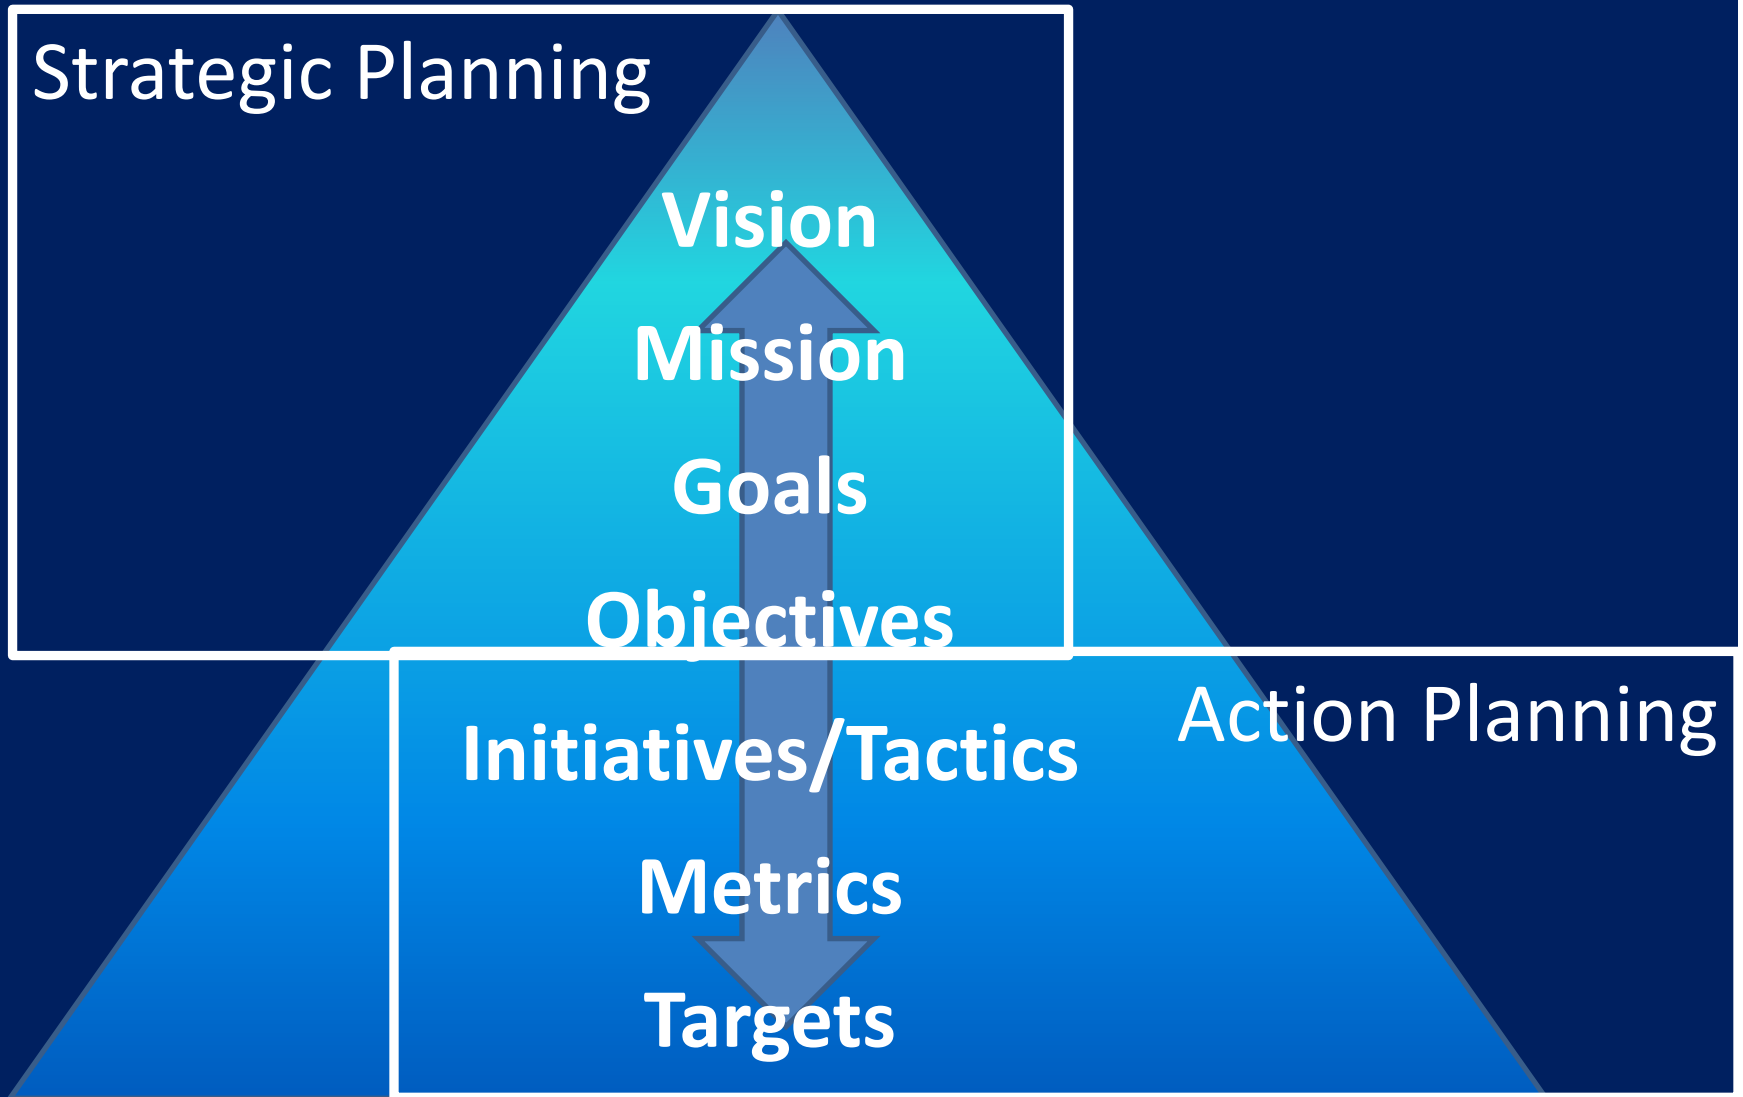 Strategic Planning
Vision
Mission
Goals
Objectives
Action Planning
Initiatives/Tactics
Metrics
Targets